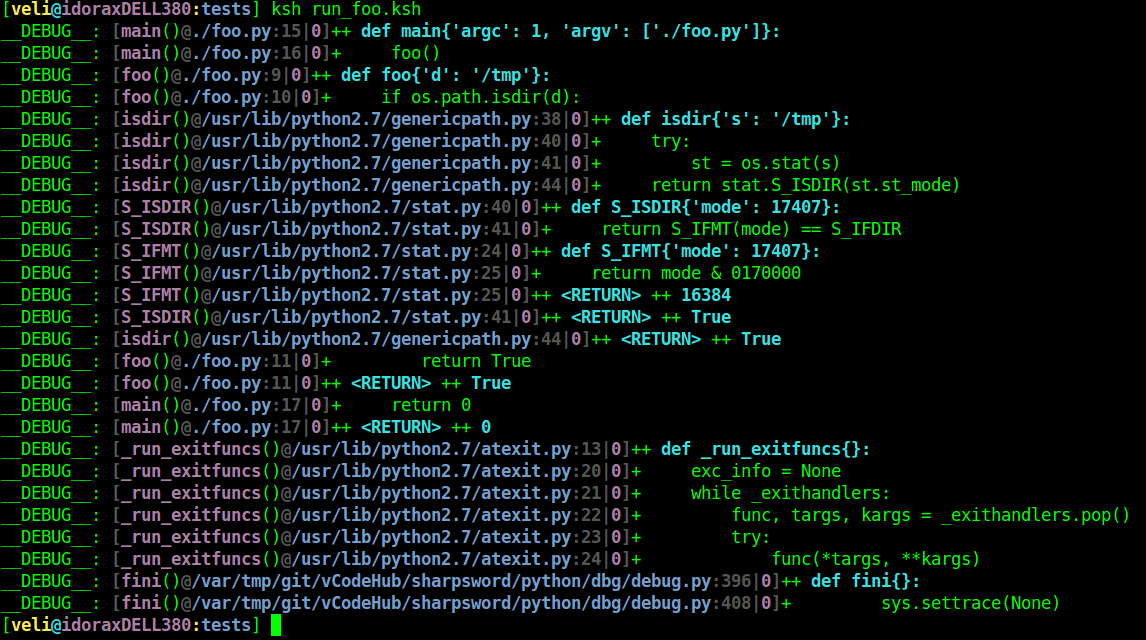 [veli@idoraxDELL380:tests] ksh run_foo.ksh
__DEBUG__: [main()@./foo.py:15|0]++ def main{'argc': 1, 'argv': ['./foo.py']}:
__DEBUG__: [main()@./foo.py:16|0]+     foo()
__DEBUG__: [foo()@./foo.py:9|0]++ def foo{'d': '/tmp'}:
__DEBUG__: [foo()@./foo.py:10|0]+     if os.path.isdir(d):
__DEBUG__: [isdir()@/usr/lib/python2.7/genericpath.py:38|0]++ def isdir{'s': '/tmp'}:
__DEBUG__: [isdir()@/usr/lib/python2.7/genericpath.py:40|0]+     try:
__DEBUG__: [isdir()@/usr/lib/python2.7/genericpath.py:41|0]+         st = os.stat(s)
__DEBUG__: [isdir()@/usr/lib/python2.7/genericpath.py:44|0]+     return stat.S_ISDIR(st.st_mode)
__DEBUG__: [S_ISDIR()@/usr/lib/python2.7/stat.py:40|0]++ def S_ISDIR{'mode': 17407}:
__DEBUG__: [S_ISDIR()@/usr/lib/python2.7/stat.py:41|0]+     return S_IFMT(mode) == S_IFDIR
__DEBUG__: [S_IFMT()@/usr/lib/python2.7/stat.py:24|0]++ def S_IFMT{'mode': 17407}:
__DEBUG__: [S_IFMT()@/usr/lib/python2.7/stat.py:25|0]+     return mode & 0170000
__DEBUG__: [S_IFMT()@/usr/lib/python2.7/stat.py:25|0]++ <RETURN> ++ 16384
__DEBUG__: [S_ISDIR()@/usr/lib/python2.7/stat.py:41|0]++ <RETURN> ++ True
__DEBUG__: [isdir()@/usr/lib/python2.7/genericpath.py:44|0]++ <RETURN> ++ True
__DEBUG__: [foo()@./foo.py:11|0]+         return True
__DEBUG__: [foo()@./foo.py:11|0]++ <RETURN> ++ True
__DEBUG__: [main()@./foo.py:17|0]+     return 0
__DEBUG__: [main()@./foo.py:17|0]++ <RETURN> ++ 0
__DEBUG__: [_run_exitfuncs()@/usr/lib/python2.7/atexit.py:13|0]++ def _run_exitfuncs{}:
__DEBUG__: [_run_exitfuncs()@/usr/lib/python2.7/atexit.py:20|0]+     exc_info = None
__DEBUG__: [_run_exitfuncs()@/usr/lib/python2.7/atexit.py:21|0]+     while _exithandlers:
__DEBUG__: [_run_exitfuncs()@/usr/lib/python2.7/atexit.py:22|0]+         func, targs, kargs = _exithandlers.pop()
__DEBUG__: [_run_exitfuncs()@/usr/lib/python2.7/atexit.py:23|0]+         try:
__DEBUG__: [_run_exitfuncs()@/usr/lib/python2.7/atexit.py:24|0]+             func(*targs, **kargs)
__DEBUG__: [fini()@/var/tmp/git/vCodeHub/sharpsword/python/dbg/debug.py:396|0]++ def fini{}:
__DEBUG__: [fini()@/var/tmp/git/vCodeHub/sharpsword/python/dbg/debug.py:408|0]+         sys.settrace(None)
[veli@idoraxDELL380:tests]